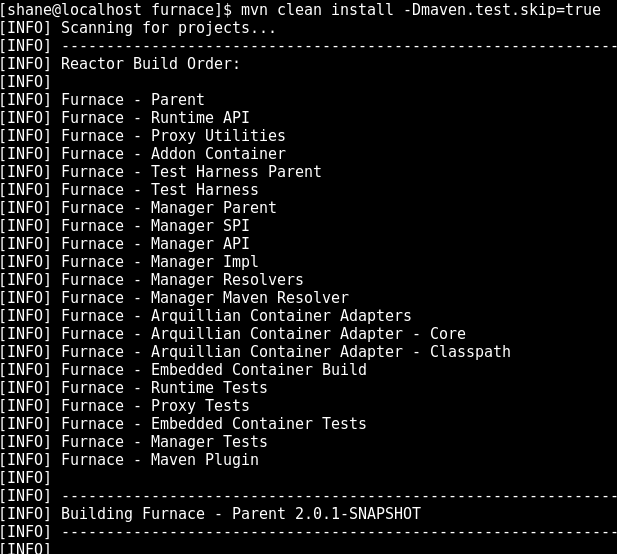 [shane@localhost furnace]$ mvn clean install -Dmaven.test.skip=true
[INFO] Scanning for projects...
[INFO] --------------------------------------------------------------
[INFO] Reactor Build Order:
[INFO]
[INFO] Furnace - Parent
[INFO] Furnace - Runtime API
[INFO] Furnace - Proxy Utilities
[INFO] Furnace - Addon Container
[INFO] Furnace - Test Harness Parent
[INFO] Furnace - Test Harness
[INFO] Furnace - Manager Parent
[INFO] Furnace - Manager SPI
[INFO] Furnace - Manager API
[INFO] Furnace - Manager Impl
[INFO] Furnace - Manager Resolvers
[INFO] Furnace - Manager Maven Resolver
[INFO] Furnace - Arquillian Container Adapters
[INFO] Furnace - Arquillian Container Adapter - Core
[INFO] Furnace - Arquillian Container Adapter - Classpath
[INFO] Furnace - Embedded Container Build
[INFO] Furnace - Runtime Tests
[INFO] Furnace - Proxy Tests
[INFO] Furnace - Embedded Container Tests
[INFO] Furnace - Manager Tests
[INFO] Furnace - Maven Plugin
[INFO]
[INFO] --------------------------------------------------------------
[INFO] Building Furnace - Parent 2.0.1-SNAPSHOT
[INFO] --------------------------------------------------------------
[INFO]